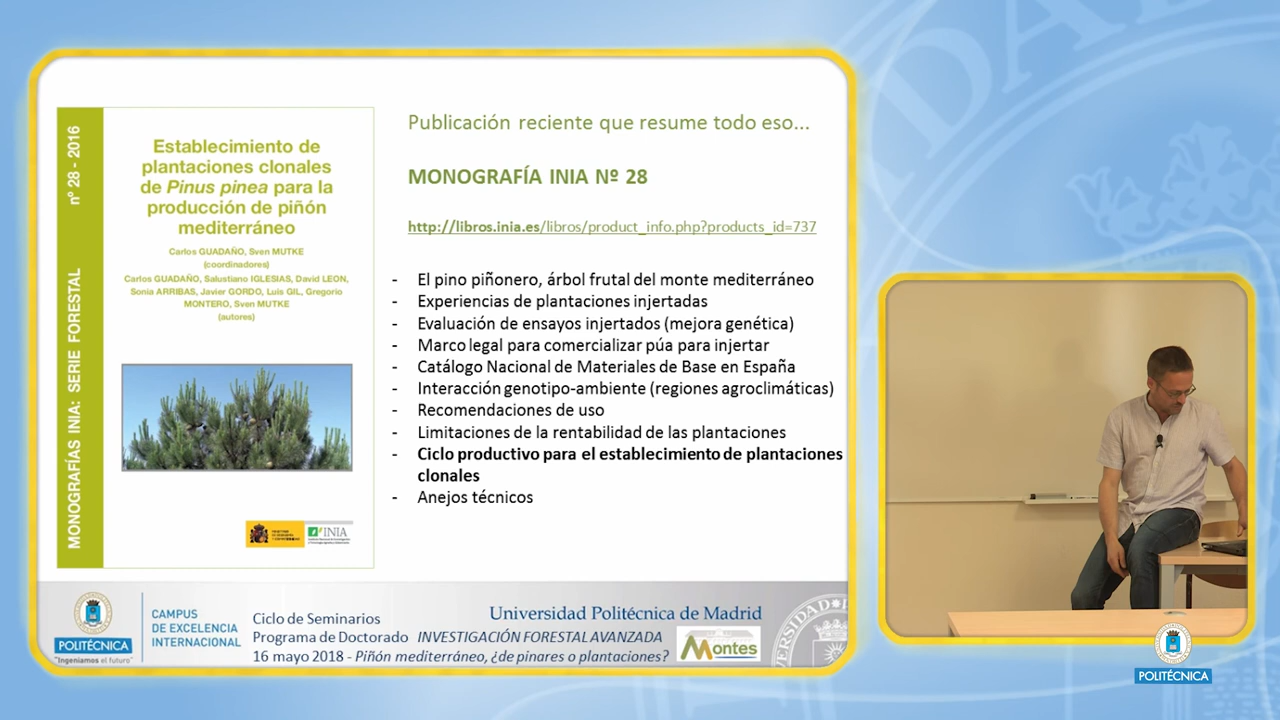 Publicación reciente que resume todo eso...
MONOGRAFÍA INIA Nº 28
http://libros.inia.es/libros/product_info.php?products_id=737
- El pino piñonero, árbol frutal del monte mediterráneo
- Experiencias de plantaciones injertadas
- Evaluación de ensayos injertados (mejora genética)
- Marco legal para comercializar púa para injertar
- Catálogo Nacional de Materiales de Base en España
- Interacción genotipo-ambiente (regiones agroclimáticas)
- Recomendaciones de uso
- Limitaciones de la rentabilidad de las plantaciones
- Ciclo productivo para el establecimiento de plantaciones
clonales
- Anejos técnicos
MONOGRAFÍAS INIA: SERIE FORESTAL
nº 28 - 2016
Establecimiento de
plantaciones clonales
de Pinus pinea para la
producción de piñón
mediterráneo
Carlos GUADAÑO, Sven MUTKE
(coordinadores)
Carlos GUADAÑO, Salustiano IGLESIAS, David LEON,
Sonia ARRIBAS, Javier GORDO, Luis GIL, Gregorio
MONTERO, Sven MUTKE
(autores)
INIA
POLITÉCNICA
"Ingeniamos el futuro"
CAMPUS
DE EXCELENCIA
INTERNACIONAL
Ciclo de Seminarios
Universidad Politécnica de Madrid
Programa de Doctorado INVESTIGACIÓN FORESTAL AVANZADA
16 mayo 2018 - Piñón mediterráneo, ¿de pinares o plantaciones?
Montes
POLITÉCNICA